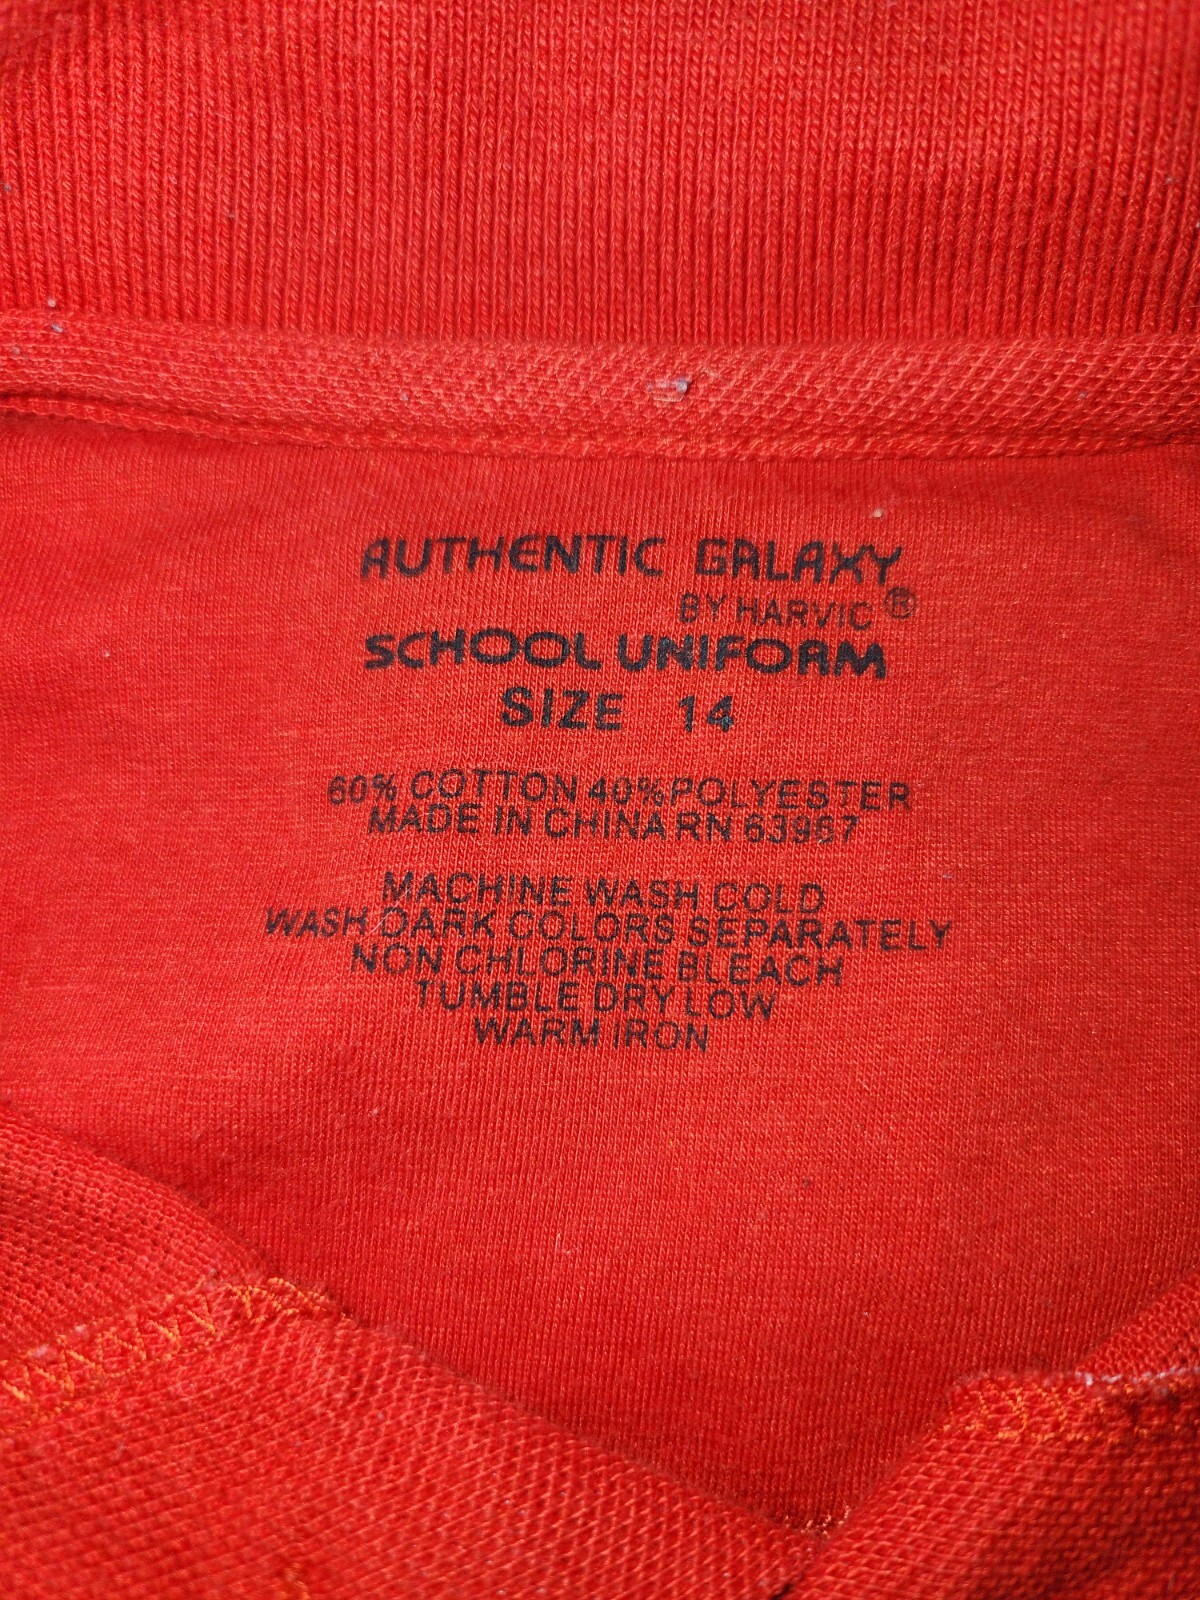 AUTHENTIC GALAXY
BY HARVIC ®
SCHOOL UNIFORM
SIZE 14
60% COTTON 40% POLYESTER
MADE IN CHINA RN 63967
MACHINE WASH COLD
WASH DARK COLORS SEPARATELY
NON CHLORINE BLEACH
TUMBLE DRY LOW
WARM IRON